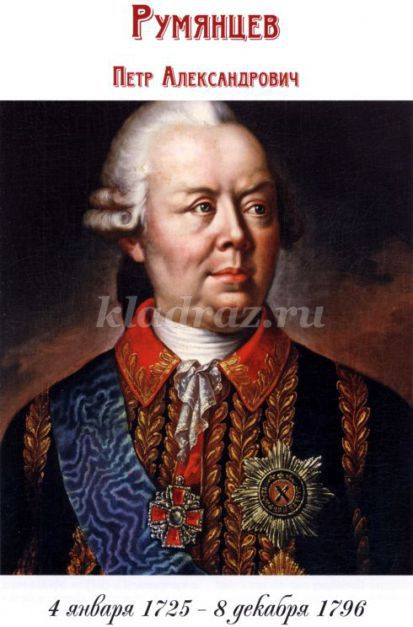 Румянцев
Петр Александрович
kladraz.ru
4 января 1725 - 8 декабря 1796